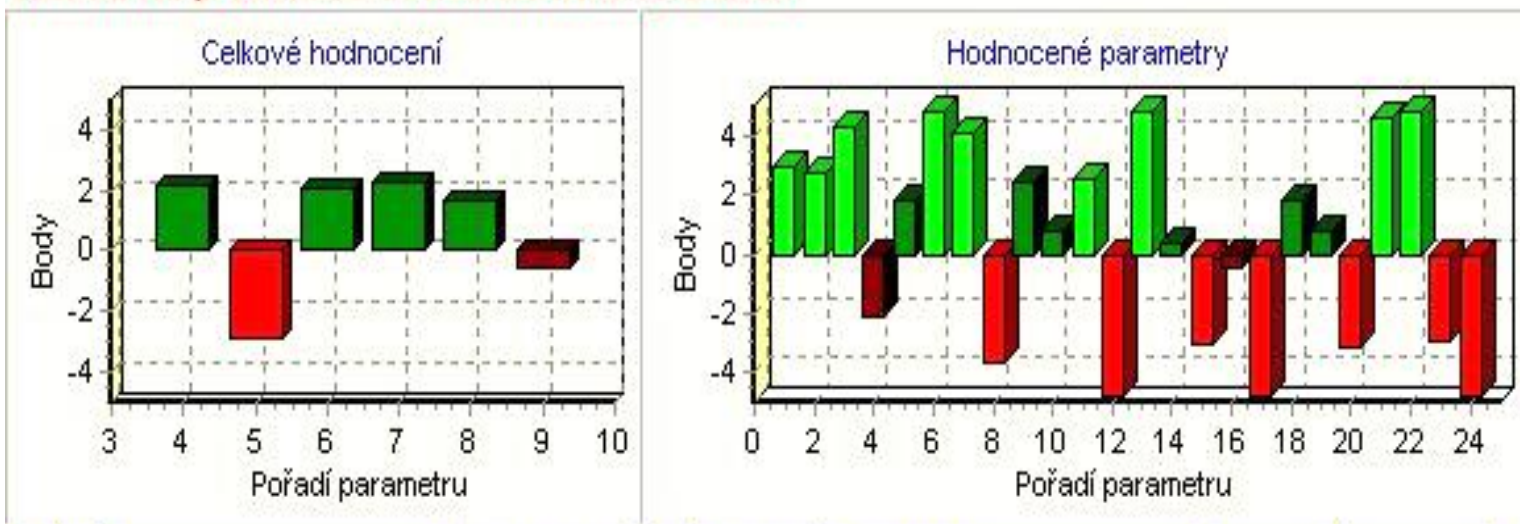 Celkové hodnocení
4
2
0
-2
-4
Body
3 4 5 6 7 8 9 10
Pořadí parametru
Hodnocené parametry
4
2
0
-2
-4
Body
0 2 4 6 8 10 12 14 16 18 20 22 24
Pořadí parametru